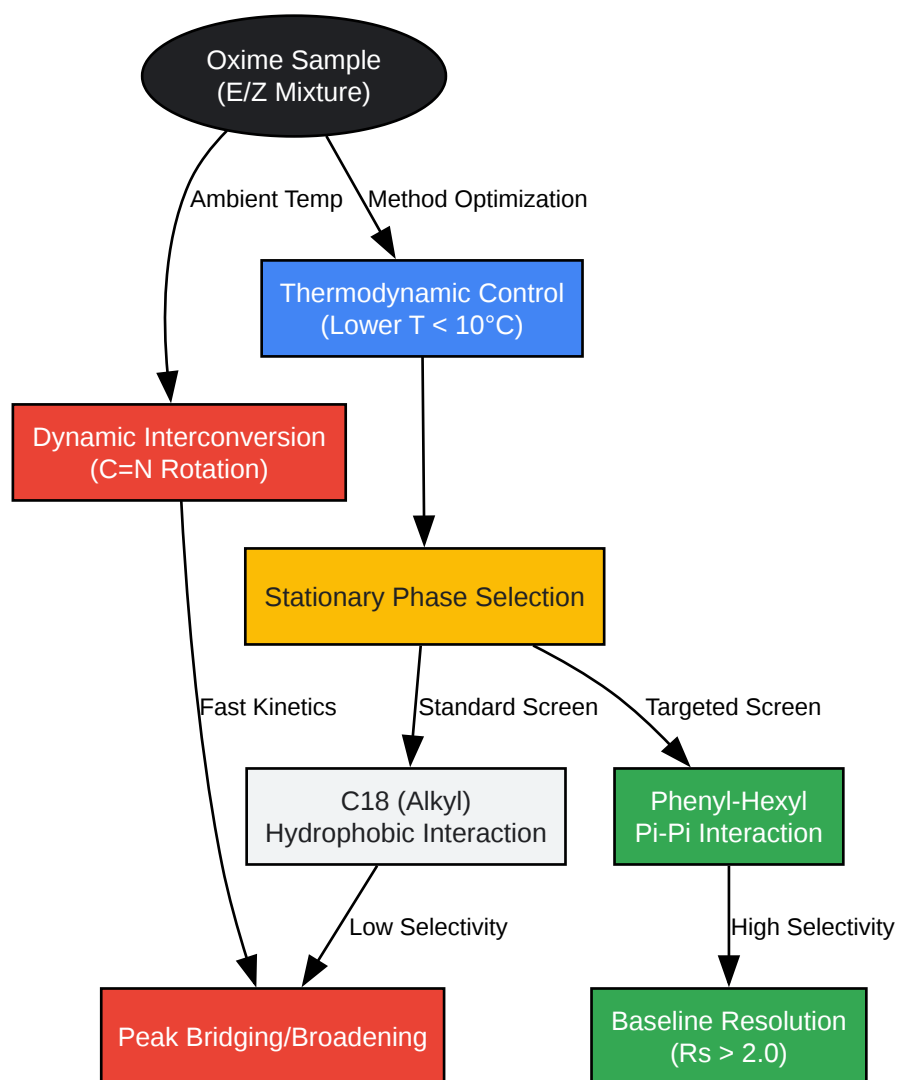 Oxime Sample
(E/Z Mixture)
Ambient Temp
Method Optimization
Thermodynamic Control
(Lower T < 10°C)
Dynamic Interconversion
(C=N Rotation)
Stationary Phase Selection
Fast Kinetics
Standard Screen
Targeted Screen
C18 (Alkyl)
Hydrophobic Interaction
Phenyl-Hexyl
Pi-Pi Interaction
Low Selectivity
High Selectivity
Peak Bridging/Broadening
Baseline Resolution
(Rs > 2.0)